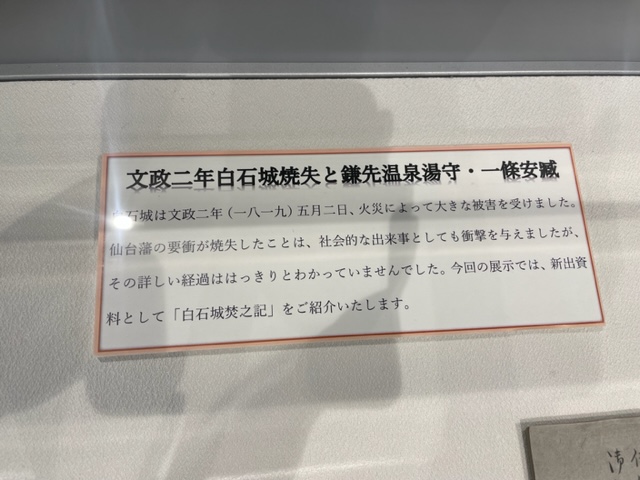 文政二年白石城焼失と鎌先温泉湯守・一條安臧
白石城は文政二年（一八一九）五月二日、火災によって大きな被害を受けました。
仙台藩の要衝が焼失したことは、社会的な出来事としても衝撃を与えましたが、
その詳しい経過ははっきりとわかっていませんでした。今回の展示では、新出資
料として「白石城焚之記」をご紹介いたします。